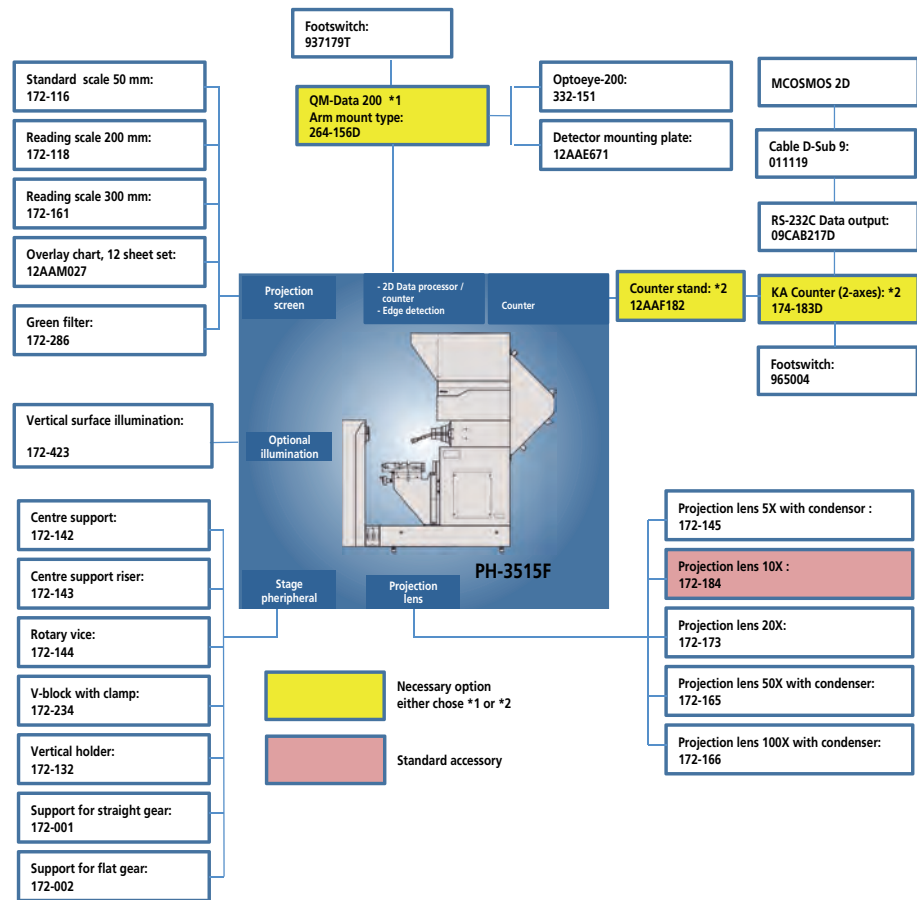 Footswitch:
937179T
Standard scale 50 mm:
172-116
Reading scale 200 mm:
172-118
Reading scale 300 mm:
172-161
Overlay chart, 12 sheet set:
12AAM027
Green filter:
172-286
QM-Data 200 *1
Arm mount type:
264-156D
Optoeye-200:
332-151
Detector mounting plate:
12AAE671
MCOSMOS 2D
Cable D-Sub 9:
011119
RS-232C Data output:
09CAB217D
Projection
screen
- 2D Data processor /
counter
- Edge detection
Counter
Counter stand: *2
12AAF182
KA Counter (2-axes): *2
174-183D
Footswitch:
965004
Vertical surface illumination:
172-423
Optional
illumination
Centre support:
172-142
Centre support riser:
172-143
Rotary vice:
172-144
V-block with clamp:
172-234
Vertical holder:
172-132
Support for straight gear:
172-001
Support for flat gear:
172-002
PH-3515F
Stage
pheripheral
Projection
lens
Projection lens 5X with condensor :
172-145
Projection lens 10X :
172-184
Projection lens 20X:
172-173
Projection lens 50X with condenser:
172-165
Projection lens 100X with condenser:
172-166
Necessary option
either chose *1 or *2
Standard accessory